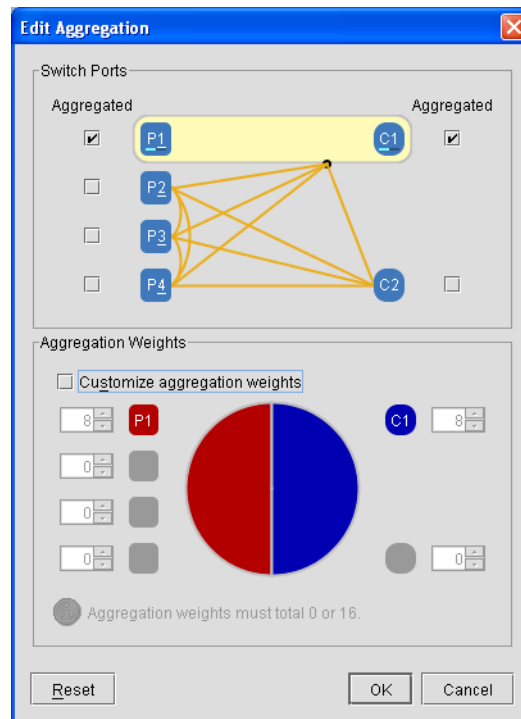 Edit Aggregation
Switch Ports
Aggregated Aggregated
P1 C1
P2
P3
P4 C2
Aggregation Weights
Customize aggregation weights
8 P1 C1 8
0
0
0 0
Aggregation weights must total 0 or 16.
Reset OK Cancel